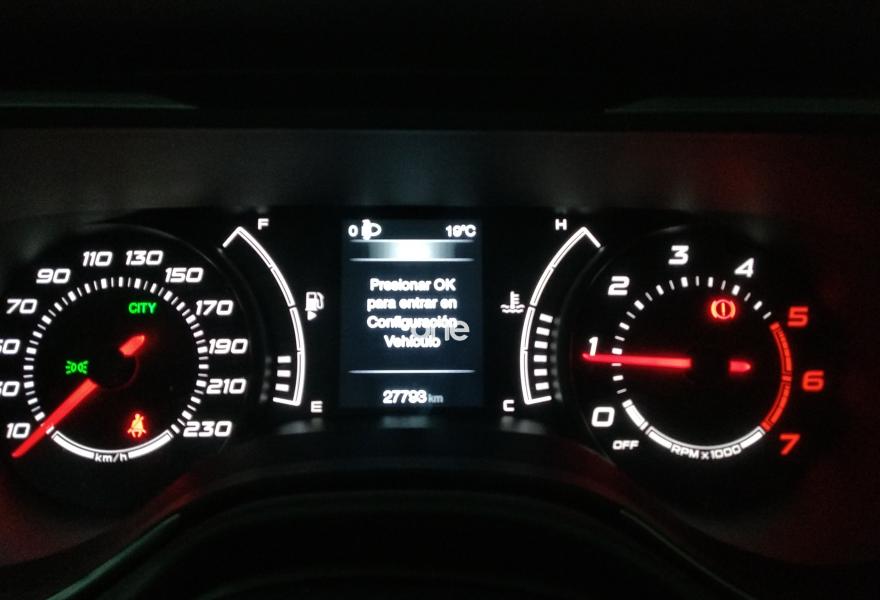 F
H
0
19°C
Presionar OK
para entrar en
Configuración
Vehículo
one
27793 km
E
C
10
70
90
110
130
150
170
190
210
230
CITY
km/h
OFF
0
1
2
3
4
5
6
7
RPM x 1000